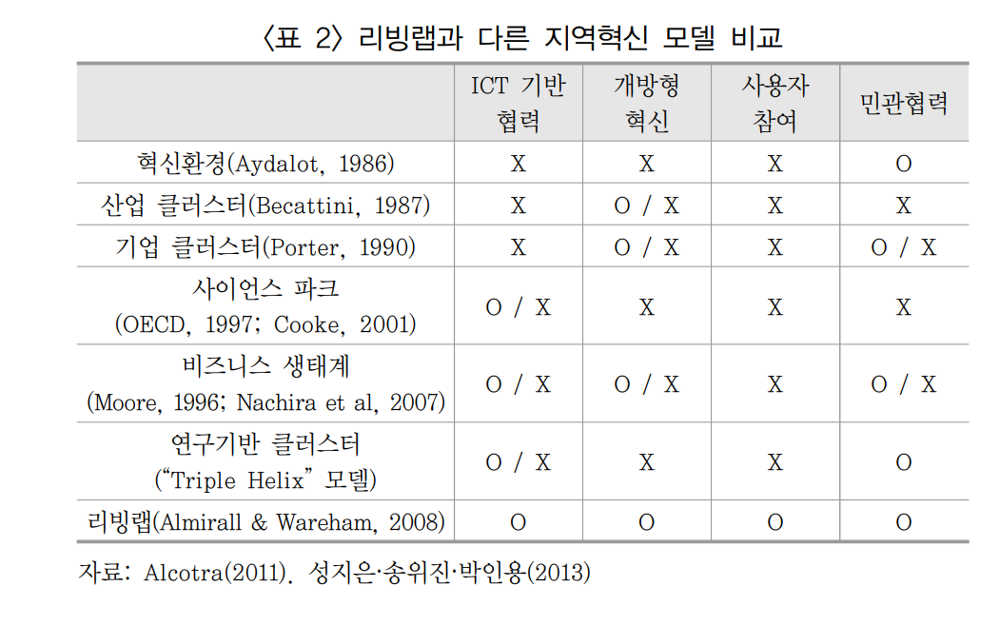 〈표 2〉 리빙랩과 다른 지역혁신 모델 비교
ICT 기반 협력 개방형 혁신 사용자 참여 민관협력
혁신환경(Aydalot, 1986) X X X O
산업 클러스터(Becattini, 1987) X O / X X X
기업 클러스터(Porter, 1990) X O / X X O / X
사이언스 파크
(OECD, 1997; Cooke, 2001) O / X X X X
비즈니스 생태계
(Moore, 1996; Nachira et al, 2007) O / X O / X X O / X
연구기반 클러스터
(“Triple Helix” 모델) O / X X X O
리빙랩(Almirall & Wareham, 2008) O O O O
자료: Alcotra(2011). 성지은·송위진·박인용(2013)